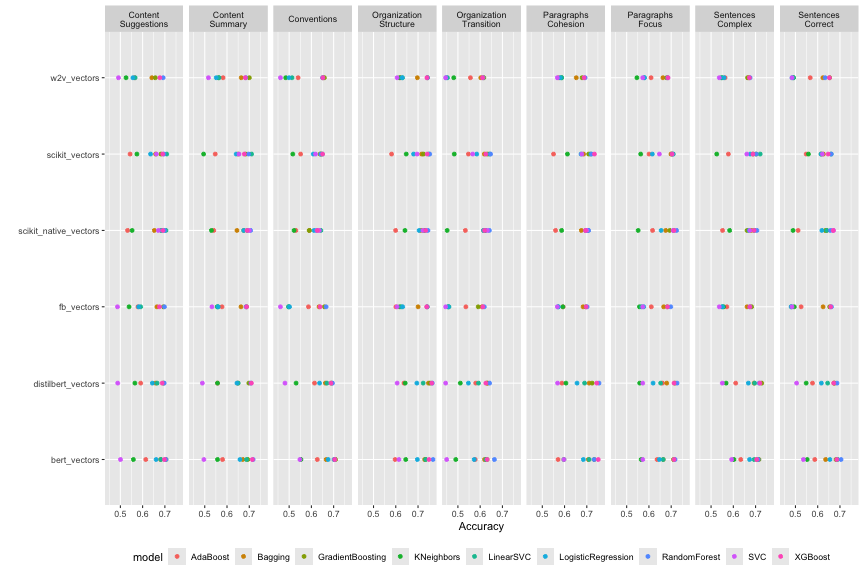 Content Suggestions
Content Summary
Conventions
Organization Structure
Organization Transition
Paragraphs Cohesion
Paragraphs Focus
Sentences Complex
Sentences Correct
w2v_vectors
scikit_vectors
scikit_native_vectors
fb_vectors
distilbert_vectors
bert_vectors
0.5 0.6 0.7 0.5 0.6 0.7 0.5 0.6 0.7 0.5 0.6 0.7 0.5 0.6 0.7 0.5 0.6 0.7 0.5 0.6 0.7 0.5 0.6 0.7 0.5 0.6 0.7
Accuracy
model AdaBoost Bagging GradientBoosting KNeighbors LinearSVC LogisticRegression RandomForest SVC XGBoost